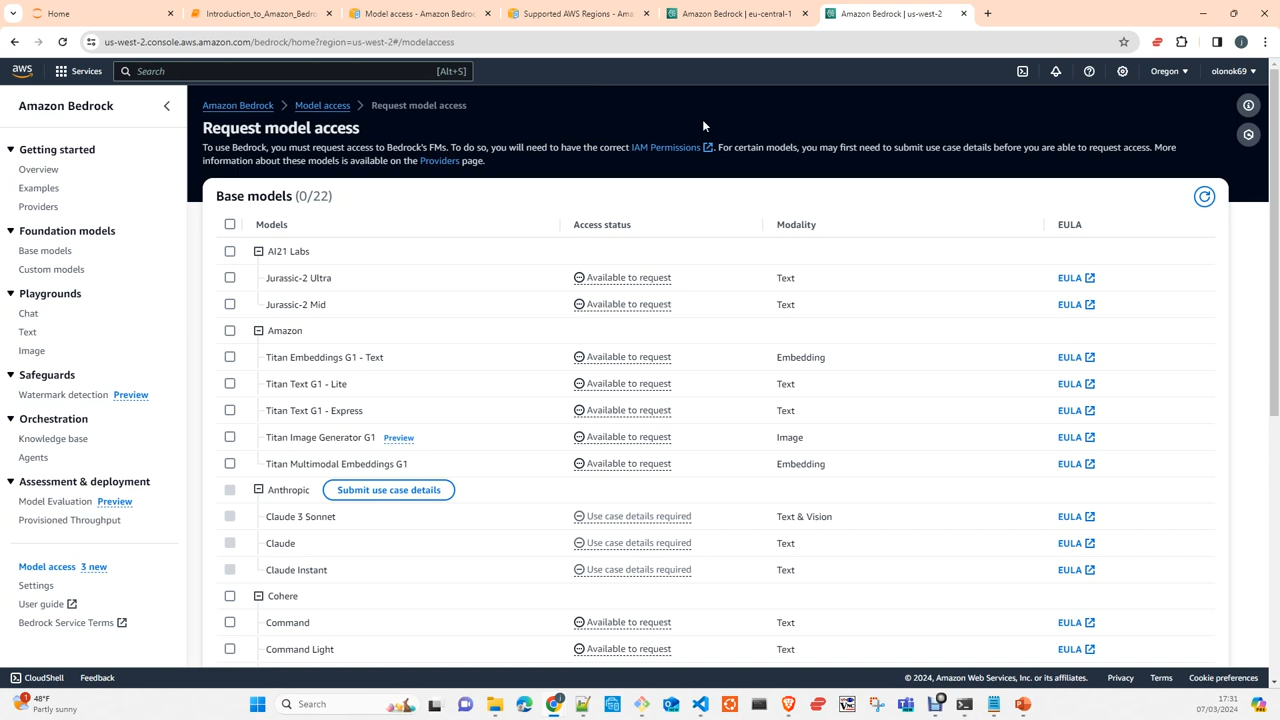 Home
Introduction_to_Amazon_Bedro
Model access - Amazon Bedroc
Supported AWS Regions - Ama
Amazon Bedrock | eu-central-1
Amazon Bedrock | us-west-2
us-west-2.console.aws.amazon.com/bedrock/home?region=us-west-2#/modelaccess
aws
Services
Search
[Alt+S]
Oregon
olonok69
Amazon Bedrock
Getting started
Overview
Examples
Providers
Foundation models
Base models
Custom models
Playgrounds
Chat
Text
Image
Safeguards
Watermark detection Preview
Orchestration
Knowledge base
Agents
Assessment & deployment
Model Evaluation Preview
Provisioned Throughput
Model access 3 new
Settings
User guide
Bedrock Service Terms
Amazon Bedrock > Model access > Request model access
Request model access
To use Bedrock, you must request access to Bedrock's FMs. To do so, you will need to have the correct IAM Permissions. For certain models, you may first need to submit use case details before you are able to request access. More
information about these models is available on the Providers page.
Base models (0/22)
Models Access status Modality EULA
AI21 Labs
Jurassic-2 Ultra Available to request Text EULA
Jurassic-2 Mid Available to request Text EULA
Amazon
Titan Embeddings G1 - Text Available to request Embedding EULA
Titan Text G1 - Lite Available to request Text EULA
Titan Text G1 - Express Available to request Text EULA
Titan Image Generator G1 Preview Available to request Image EULA
Titan Multimodal Embeddings G1 Available to request Embedding EULA
Anthropic Submit use case details
Claude 3 Sonnet Use case details required Text & Vision EULA
Claude Use case details required Text EULA
Claude Instant Use case details required Text EULA
Cohere
Command Available to request Text EULA
Command Light Available to request Text EULA
CloudShell Feedback © 2024, Amazon Web Services, Inc. or its affiliates. Privacy Terms Cookie preferences
48°F
Partly sunny
Search
17:31
07/03/2024